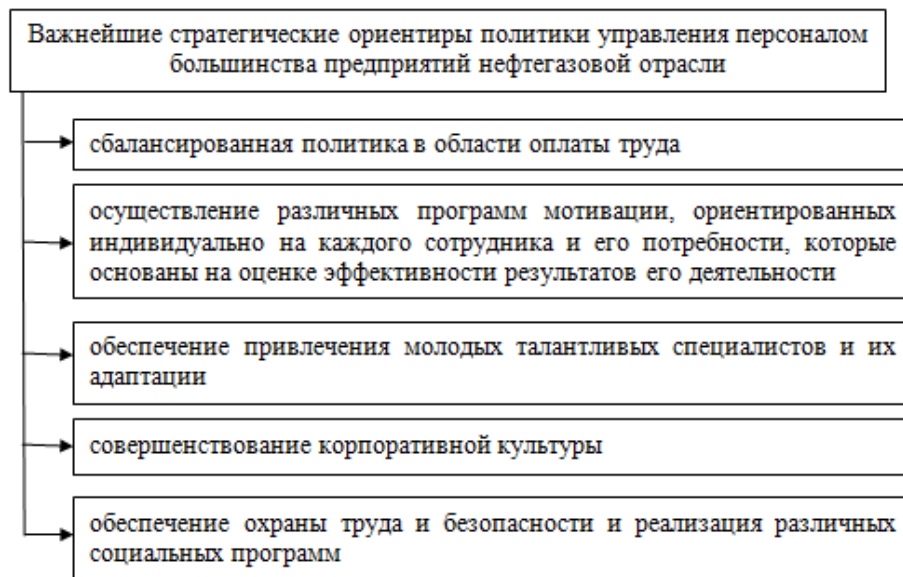 Важнейшие стратегические ориентиры политики управления персоналом
большинства предприятий нефтегазовой отрасли
сбалансированная политика в области оплаты труда
осуществление различных программ мотивации, ориентированных
индивидуально на каждого сотрудника и его потребности, которые
основаны на оценке эффективности результатов его деятельности
обеспечение привлечения молодых талантливых специалистов и их
адаптации
совершенствование корпоративной культуры
обеспечение охраны труда и безопасности и реализация различных
социальных программ